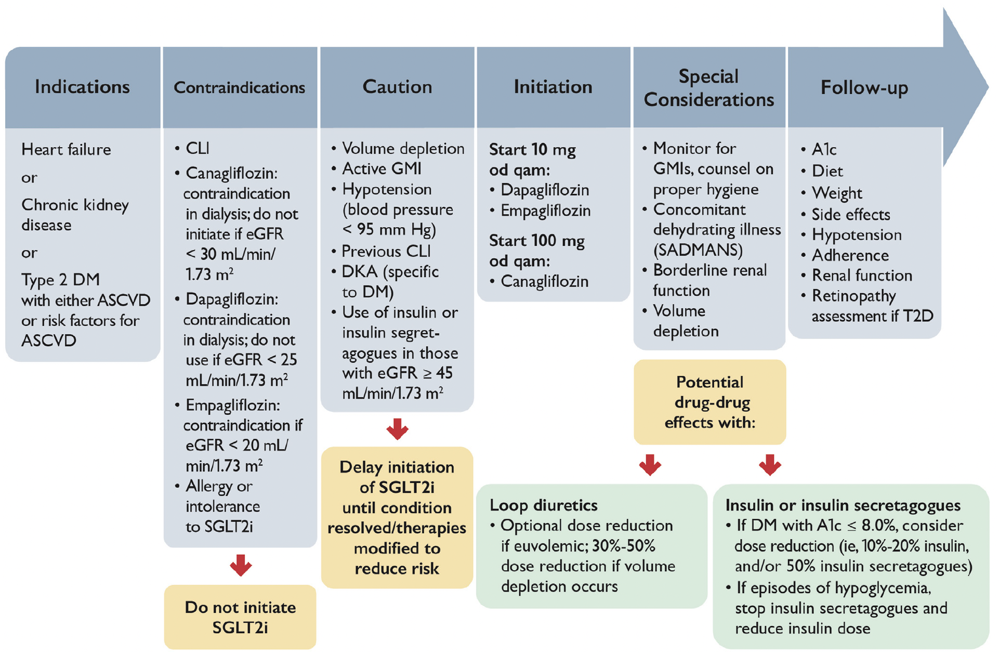 Indications
Contraindications
Caution
Initiation
Special
Considerations
Follow-up
Heart failure
or
Chronic kidney
disease
or
Type 2 DM
with either ASCVD
or risk factors for
ASCVD
• CLI
• Canagliflozin:
contraindication
in dialysis; do not
initiate if eGFR
< 30 mL/min/
1.73 m²
• Dapagliflozin:
contraindication
in dialysis; do not
use if eGFR < 25
mL/min/1.73 m²
• Empagliflozin:
contraindication if
eGFR < 20 mL/
min/1.73 m²
• Allergy or
intolerance
to SGLT2i
Do not initiate
SGLT2i
• Volume depletion
• Active GMI
• Hypotension
(blood pressure
< 95 mm Hg)
• Previous CLI
• DKA (specific
to DM)
• Use of insulin or
insulin segret-
agogues in those
with eGFR ≥ 45
mL/min/1.73 m²
Delay initiation
of SGLT2i
until condition
resolved/therapies
modified to
reduce risk
Start 10 mg
od qam:
• Dapagliflozin
• Empagliflozin
Start 100 mg
od qam:
• Canagliflozin
• Monitor for
GMIs, counsel on
proper hygiene
• Concomitant
dehydrating illness
(SADMANS)
• Borderline renal
function
• Volume
depletion
Potential
drug-drug
effects with:
Loop diuretics
• Optional dose reduction
if euvolemic; 30%-50%
dose reduction if volume
depletion occurs
Insulin or insulin secretagogues
• If DM with A1c ≤ 8.0%, consider
dose reduction (ie, 10%-20% insulin,
and/or 50% insulin secretagogues)
• If episodes of hypoglycemia,
stop insulin secretagogues and
reduce insulin dose
• A1c
• Diet
• Weight
• Side effects
• Hypotension
• Adherence
• Renal function
• Retinopathy
assessment if T2D